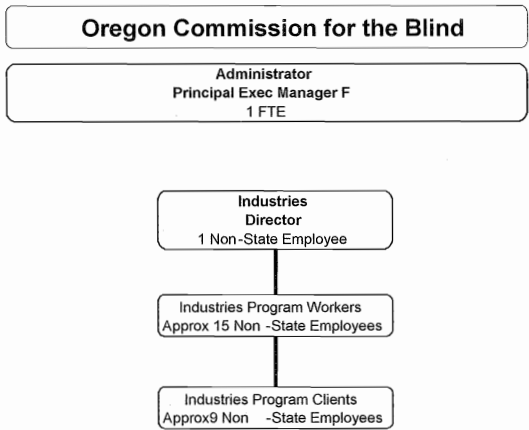 Oregon Commission for the Blind
Administrator
Principal Exec Manager F
1 FTE
Industries
Director
1 Non-State Employee
Industries Program Workers
Approx 15 Non -State Employees
Industries Program Clients
Approx9 Non -State Employees